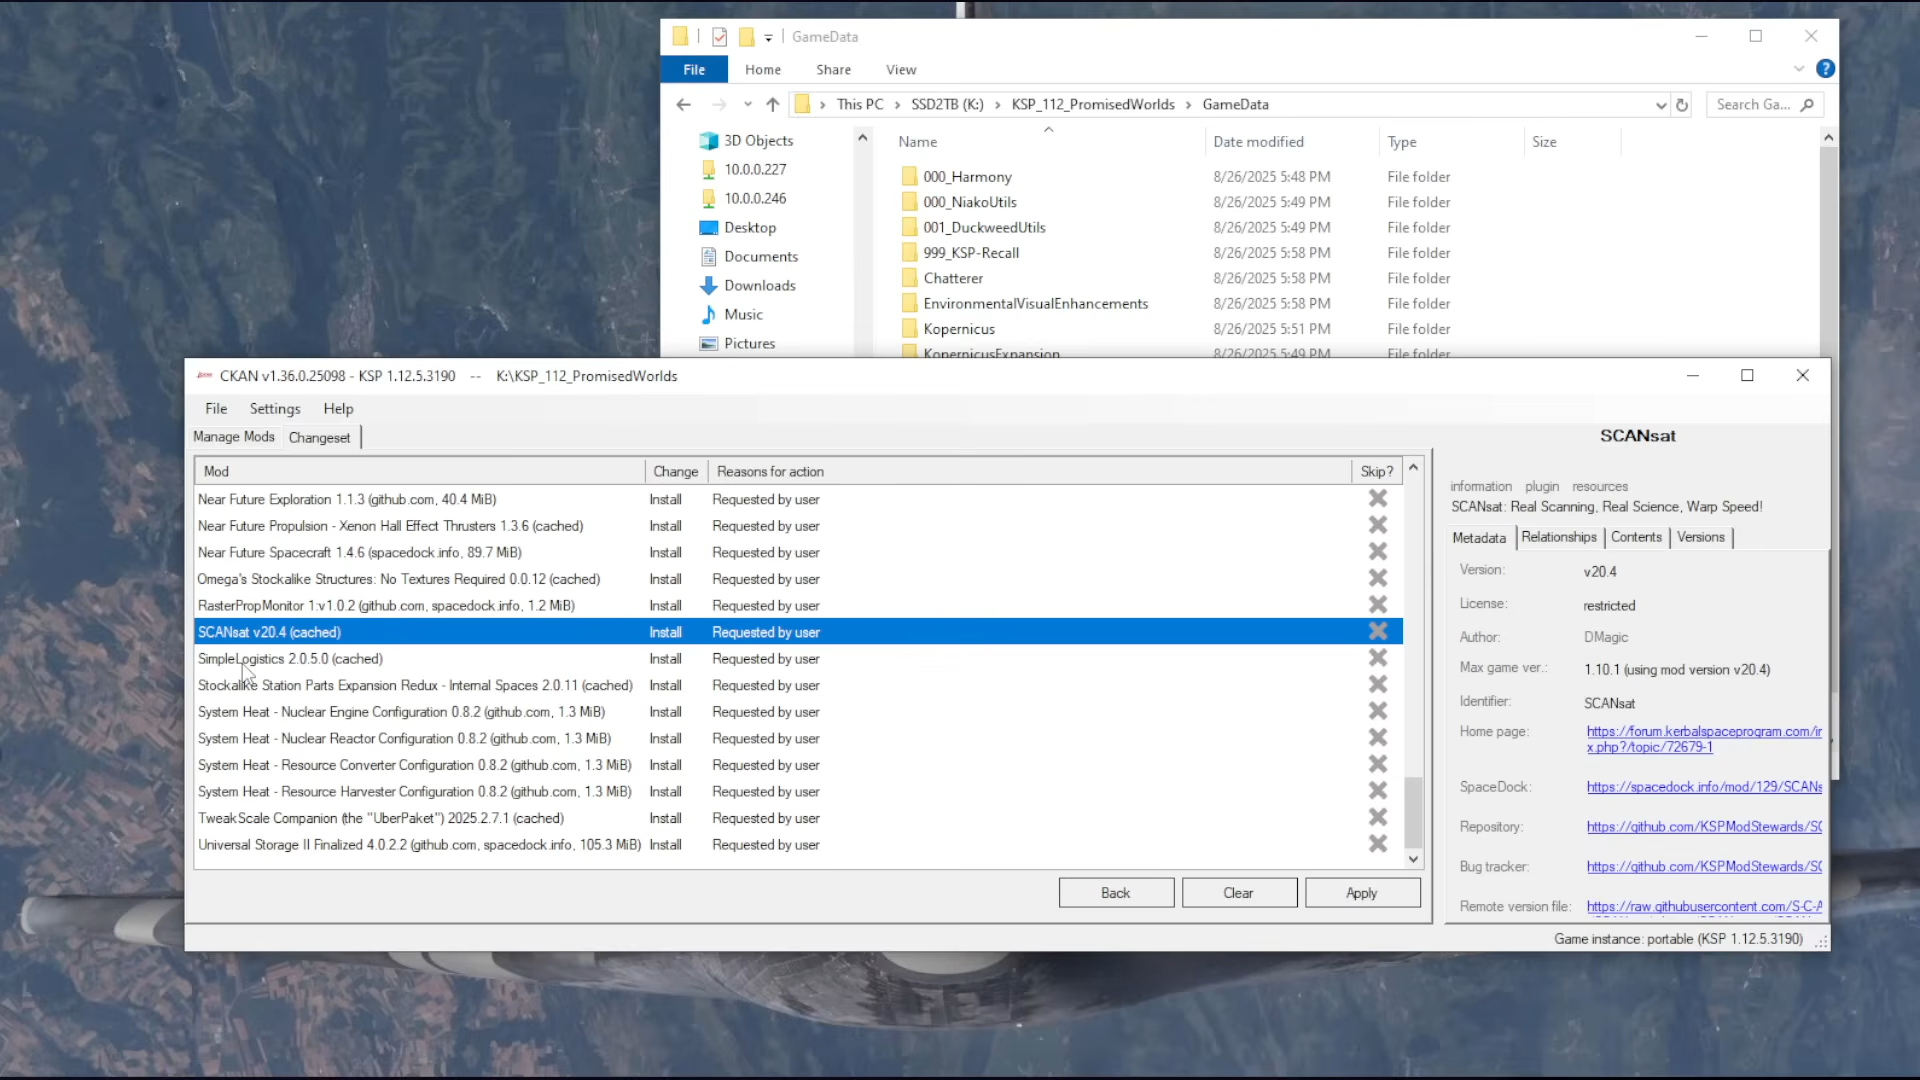 GameData
File Home Share View
This PC › SSD2TB (K:) › KSP_112_PromisedWorlds › GameData
Search Ga...
3D Objects
10.0.0.227
10.0.0.246
Desktop
Documents
Downloads
Music
Pictures
Name Date modified Type Size
000_Harmony 8/26/2025 5:48 PM File folder
000_NiakoUtils 8/26/2025 5:49 PM File folder
001_DuckweedUtils 8/26/2025 5:49 PM File folder
999_KSP-Recall 8/26/2025 5:58 PM File folder
Chatterer 8/26/2025 5:58 PM File folder
EnvironmentalVisualEnhancements 8/26/2025 5:58 PM File folder
Kopernicus 8/26/2025 5:51 PM File folder
KopernicusExpansion 8/26/2025 5:49 PM File folder
CKAN v1.36.0.25098 - KSP 1.12.5.3190 -- K:\KSP_112_PromisedWorlds
File Settings Help
Manage Mods Changeset
Mod Change Reasons for action Skip?
Near Future Exploration 1.1.3 (github.com, 40.4 MiB) Install Requested by user
Near Future Propulsion - Xenon Hall Effect Thrusters 1.3.6 (cached) Install Requested by user
Near Future Spacecraft 1.4.6 (spacedock.info, 89.7 MiB) Install Requested by user
Omega's Stockalike Structures: No Textures Required 0.0.12 (cached) Install Requested by user
RasterPropMonitor 1:v1.0.2 (github.com, spacedock.info, 1.2 MiB) Install Requested by user
SCANsat v20.4 (cached) Install Requested by user
SimpleLogistics 2.0.5.0 (cached) Install Requested by user
Stockalike Station Parts Expansion Redux - Internal Spaces 2.0.11 (cached) Install Requested by user
System Heat - Nuclear Engine Configuration 0.8.2 (github.com, 1.3 MiB) Install Requested by user
System Heat - Nuclear Reactor Configuration 0.8.2 (github.com, 1.3 MiB) Install Requested by user
System Heat - Resource Converter Configuration 0.8.2 (github.com, 1.3 MiB) Install Requested by user
System Heat - Resource Harvester Configuration 0.8.2 (github.com, 1.3 MiB) Install Requested by user
TweakScale Companion (the "UberPaket") 2025.2.7.1 (cached) Install Requested by user
Universal Storage II Finalized 4.0.2.2 (github.com, spacedock.info, 105.3 MiB) Install Requested by user
Back Clear Apply
SCANsat
information plugin resources
SCANsat: Real Scanning, Real Science, Warp Speed!
Metadata Relationships Contents Versions
Version: v20.4
License: restricted
Author: DMagic
Max game ver.: 1.10.1 (using mod version v20.4)
Identifier: SCANsat
Home page: https://forum.kerbalspaceprogram.com/in
x.php?/topic/72679-1
SpaceDock: https://spacedock.info/mod/129/SCANs
Repository: https://github.com/KSPModStewards/SC
Bug tracker: https://github.com/KSPModStewards/SC
Remote version file: https://raw.githubusercontent.com/S-C-A
Game instance: portable (KSP 1.12.5.3190)